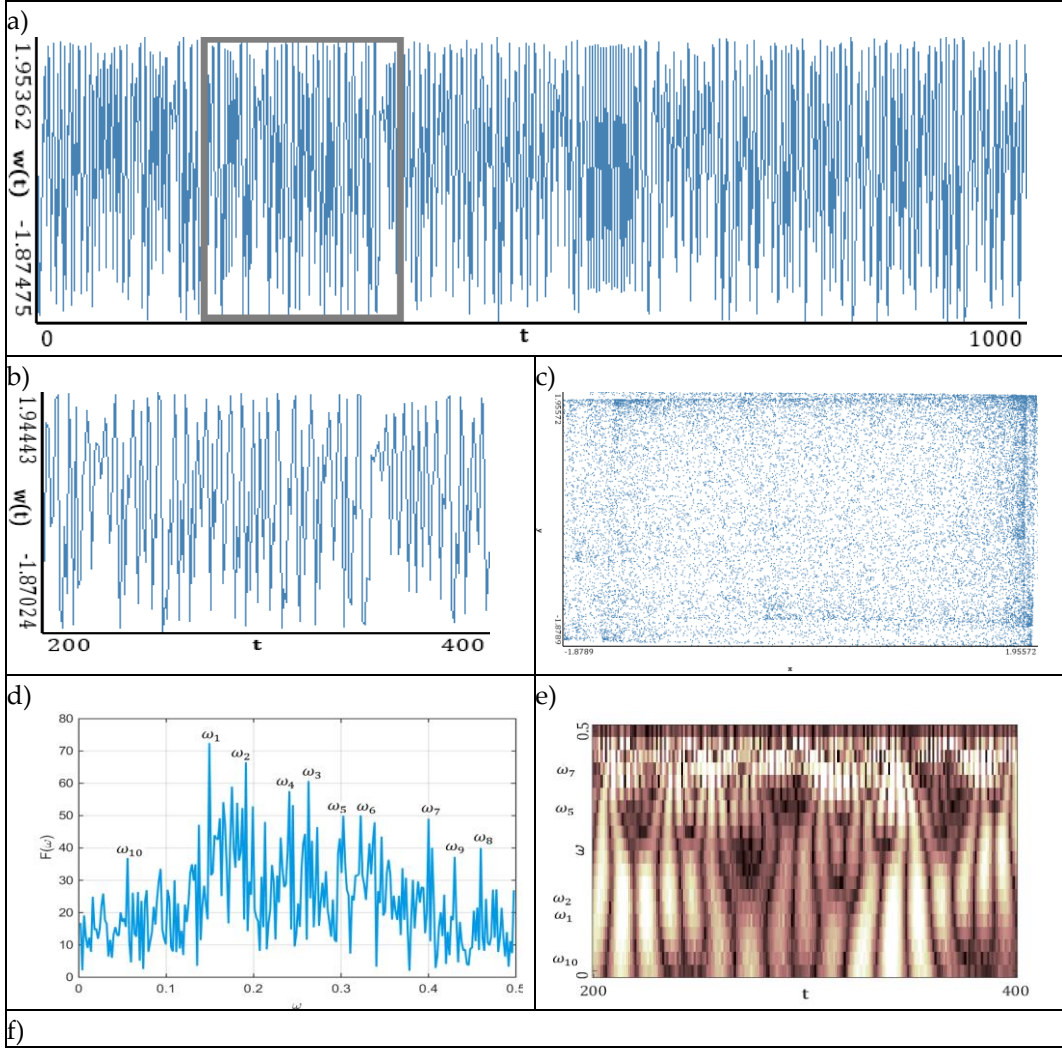 a)
1.95362
w(t)
-1.87475
0
t
1000
b)
1.94443
w(t)
-1.87024
200
t
400
c)
1.95572
y
-1.8789
-1.8789
x
1.95572
d)
80
70
60
50
40
30
20
10
0
F(ω)
ω₁
ω₂
ω₄
ω₃
ω₅
ω₆
ω₇
ω₉
ω₈
ω₁₀
0
0.1
0.2
0.3
0.4
0.5
ω
e)
0.5
ω₇
ω₅
ω
ω₂
ω₁
ω₁₀
0
200
t
400
f)